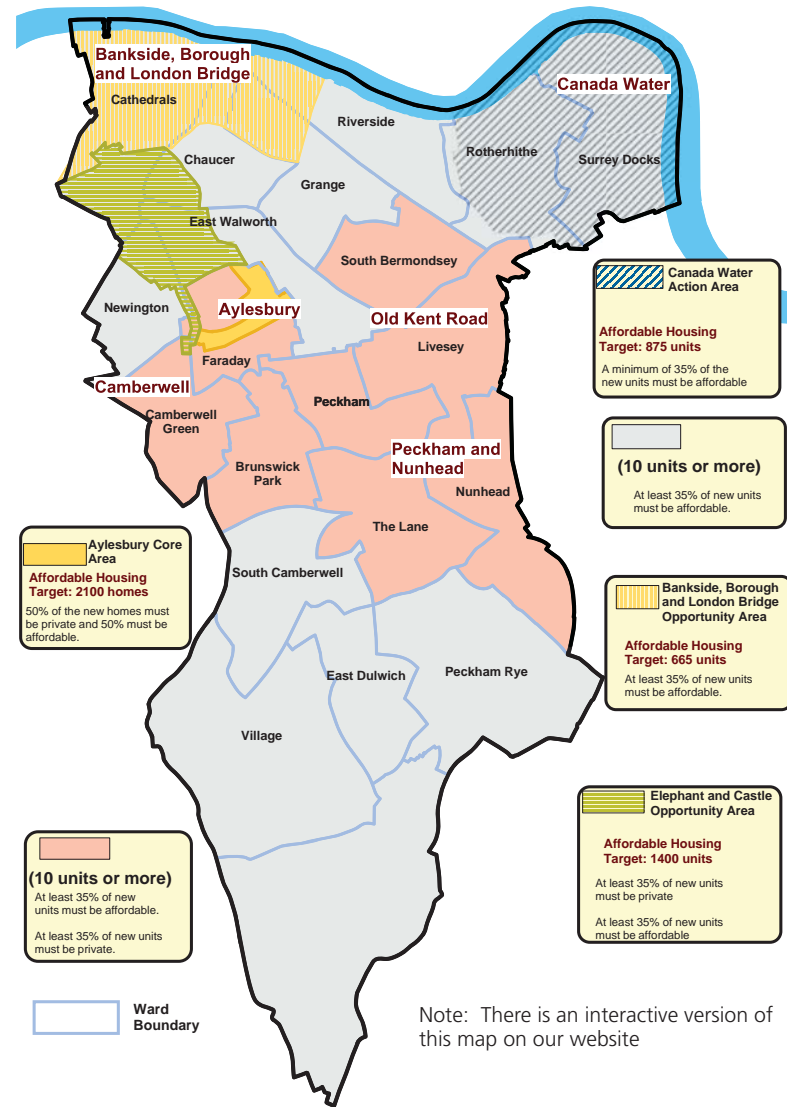 Bankside, Borough
and London Bridge
Cathedrals
Canada Water
Riverside
Rotherhithe
Surrey Docks
Chaucer
Grange
East Walworth
South Bermondsey
Newington
Aylesbury
Old Kent Road
Livesey
Faraday
Camberwell
Peckham
Camberwell
Green
Brunswick
Park
Peckham and
Nunhead
Nunhead
The Lane
South Camberwell
East Dulwich
Peckham Rye
Village
Canada Water
Action Area
Affordable Housing
Target: 875 units
A minimum of 35% of the
new units must be affordable
(10 units or more)
At least 35% of new units
must be affordable.
Aylesbury Core
Area
Affordable Housing
Target: 2100 homes
50% of the new homes must
be private and 50% must be
affordable.
Bankside, Borough
and London Bridge
Opportunity Area
Affordable Housing
Target: 665 units
At least 35% of new units
must be affordable.
Elephant and Castle
Opportunity Area
Affordable Housing
Target: 1400 units
At least 35% of new units
must be private
At least 35% of new units
must be affordable
(10 units or more)
At least 35% of new
units must be affordable.
At least 35% of new units
must be private.
Ward
Boundary
Note: There is an interactive version of
this map on our website